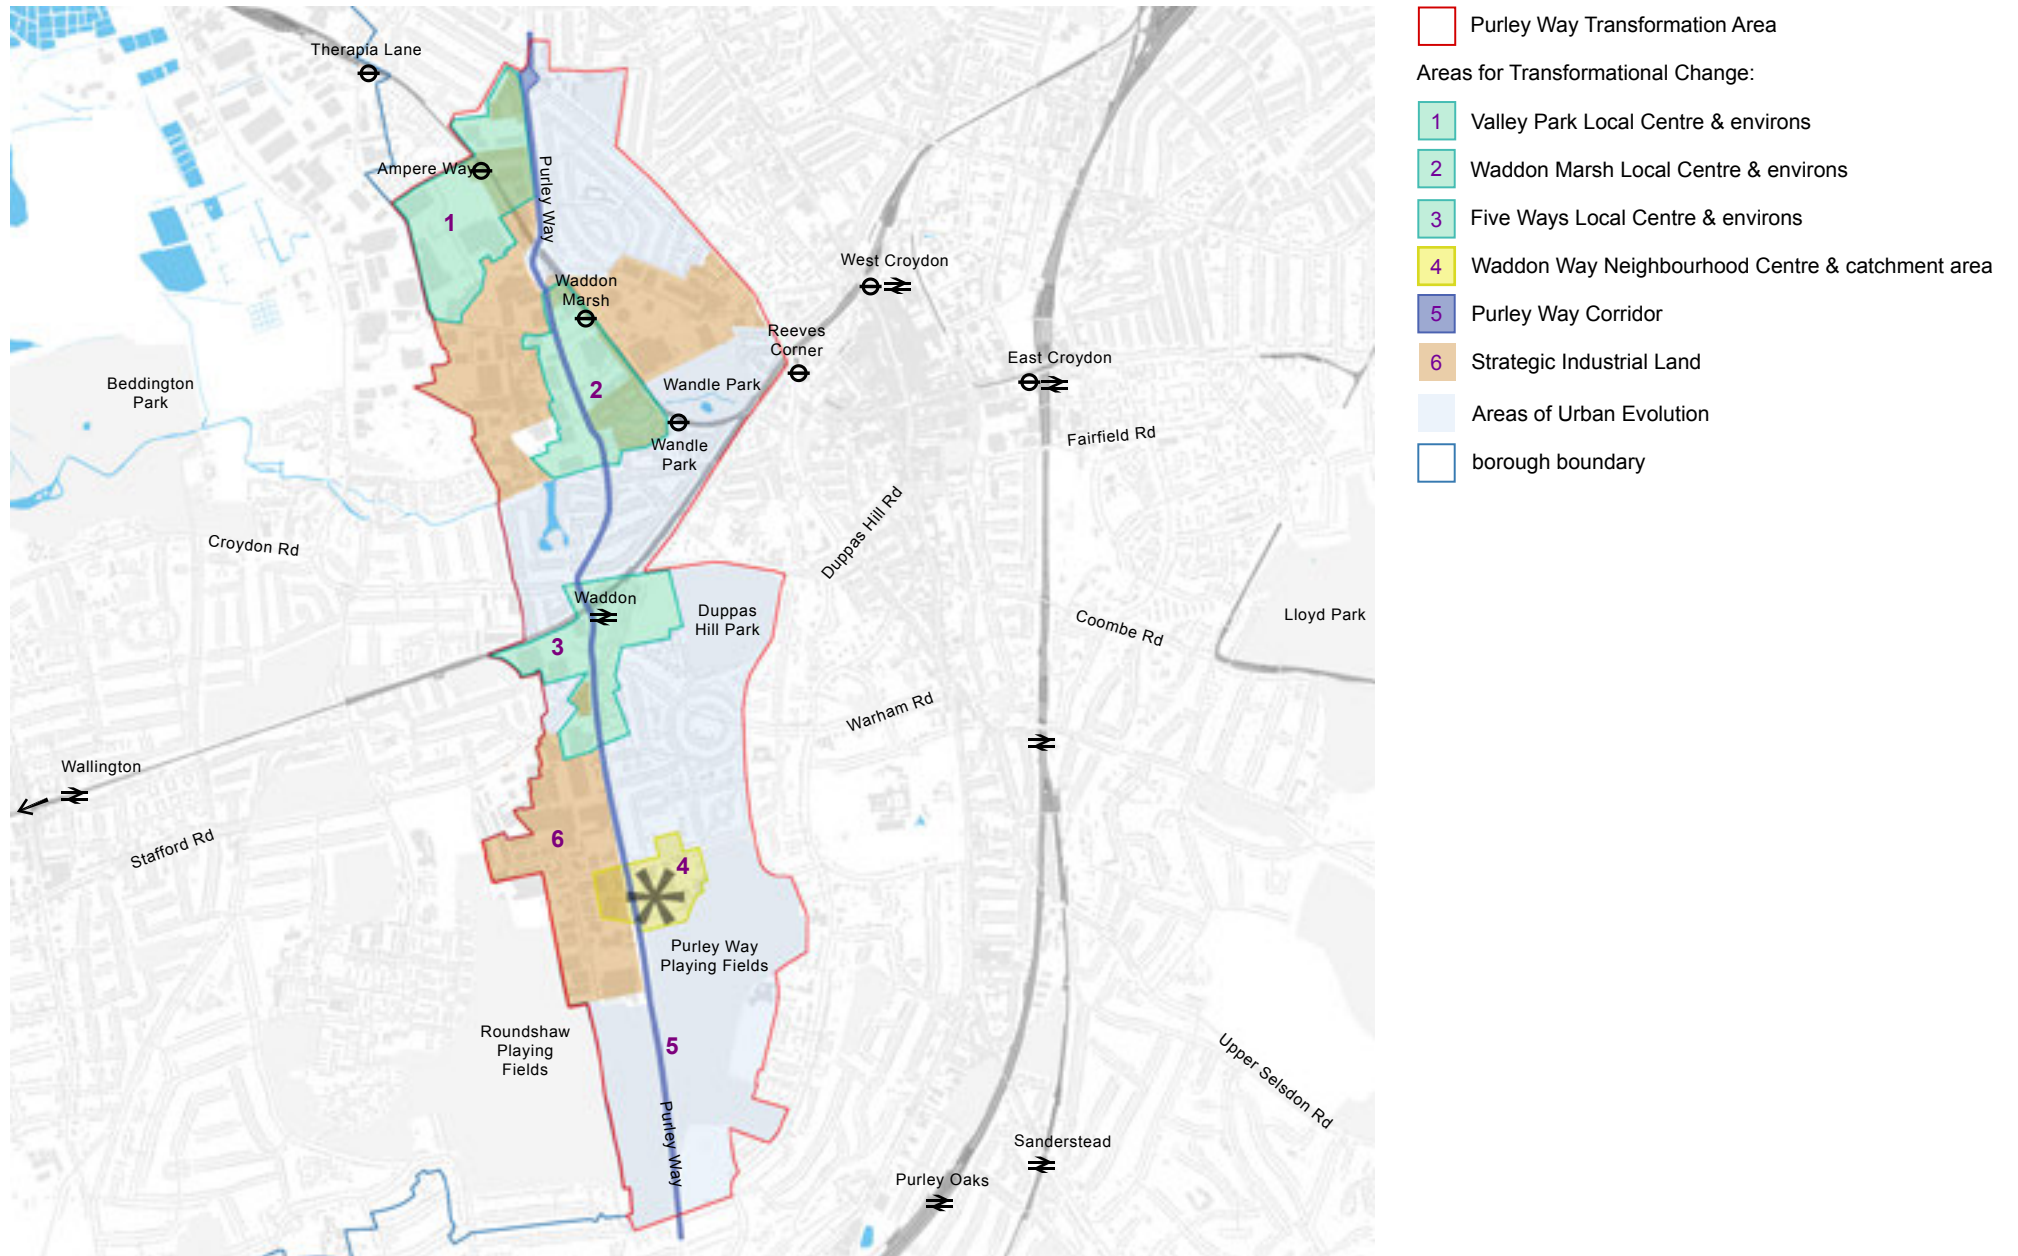 Therapia Lane
Ampere Way
Purley Way
1
Waddon
Marsh
West Croydon
Reeves
Corner
East Croydon
Beddington
Park
2
Wandle Park
Wandle
Park
Fairfield Rd
Duppas Hill Rd
Croydon Rd
Waddon
Duppas
Hill Park
Coombe Rd
Lloyd Park
3
Warham Rd
Wallington
Stafford Rd
6
4
Purley Way
Playing Fields
Roundshaw
Playing
Fields
5
Upper Selsdon Rd
Purley Way
Sanderstead
Purley Oaks
Purley Way Transformation Area
Areas for Transformational Change:
1 Valley Park Local Centre & environs
2 Waddon Marsh Local Centre & environs
3 Five Ways Local Centre & environs
4 Waddon Way Neighbourhood Centre & catchment area
5 Purley Way Corridor
6 Strategic Industrial Land
Areas of Urban Evolution
borough boundary